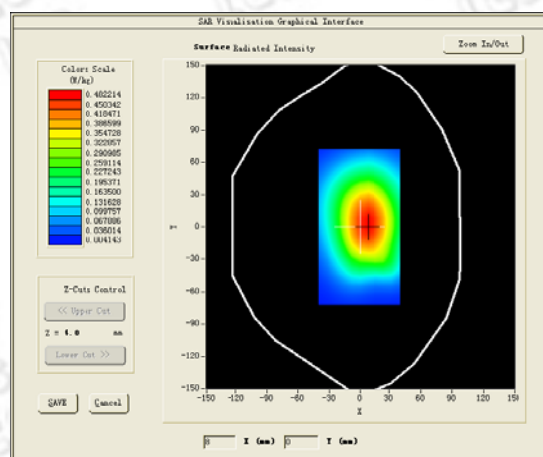 SAR Visualisation Graphical Interface
Surface Radiated Intensity
Zoom In/Out
Colors Scale
(W/kg)
0.482214
0.450342
0.418471
0.386599
0.354728
0.322857
0.290985
0.259114
0.227243
0.195371
0.163500
0.131628
0.099757
0.067886
0.036014
0.004143
150
120
90
60
30
0
-30
-60
-90
-120
-150
Y
-150 -120 -90 -60 -30 0 30 60 90 120 150
X
Z-Cuts Control
<< Upper Cut
Z = 4.0 mm
Lower Cut >>
SAVE
Cancel
8 X (mm) 0 Y (mm)